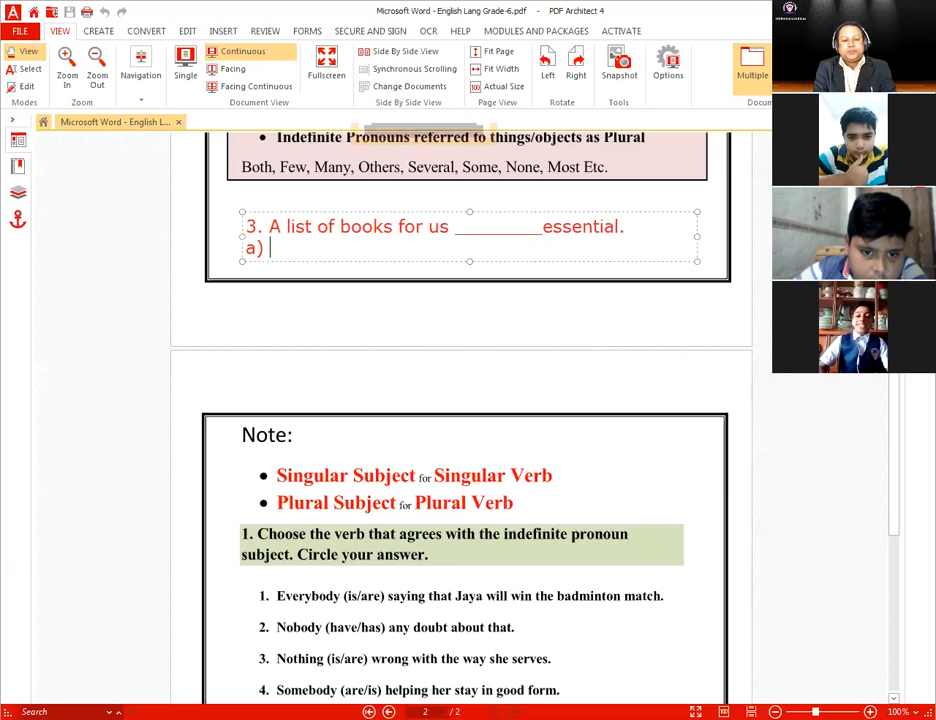 Microsoft Word - English Lang Grade-6.pdf - PDF Architect 4
FILE VIEW CREATE CONVERT EDIT INSERT REVIEW FORMS SECURE AND SIGN OCR HELP MODULES AND PACKAGES ACTIVATE
View
Select
Edit
Modes
Zoom In
Zoom Out
Zoom
Navigation
Single
Continuous
Facing
Facing Continuous
Document View
Fullscreen
Side By Side View
Synchronous Scrolling
Change Documents
Side By Side View
Fit Page
Fit Width
Actual Size
Page View
Left
Right
Rotate
Snapshot
Tools
Options
Multiple
Docum
Microsoft Word - English L...
Indefinite Pronouns referred to things/objects as Plural
Both, Few, Many, Others, Several, Some, None, Most Etc.
3. A list of books for us __________essential.
a)
Note:
Singular Subject for Singular Verb
Plural Subject for Plural Verb
1. Choose the verb that agrees with the indefinite pronoun
subject. Circle your answer.
1. Everybody (is/are) saying that Jaya will win the badminton match.
2. Nobody (have/has) any doubt about that.
3. Nothing (is/are) wrong with the way she serves.
4. Somebody (are/is) helping her stay in good form.
Search
2 / 2
100%